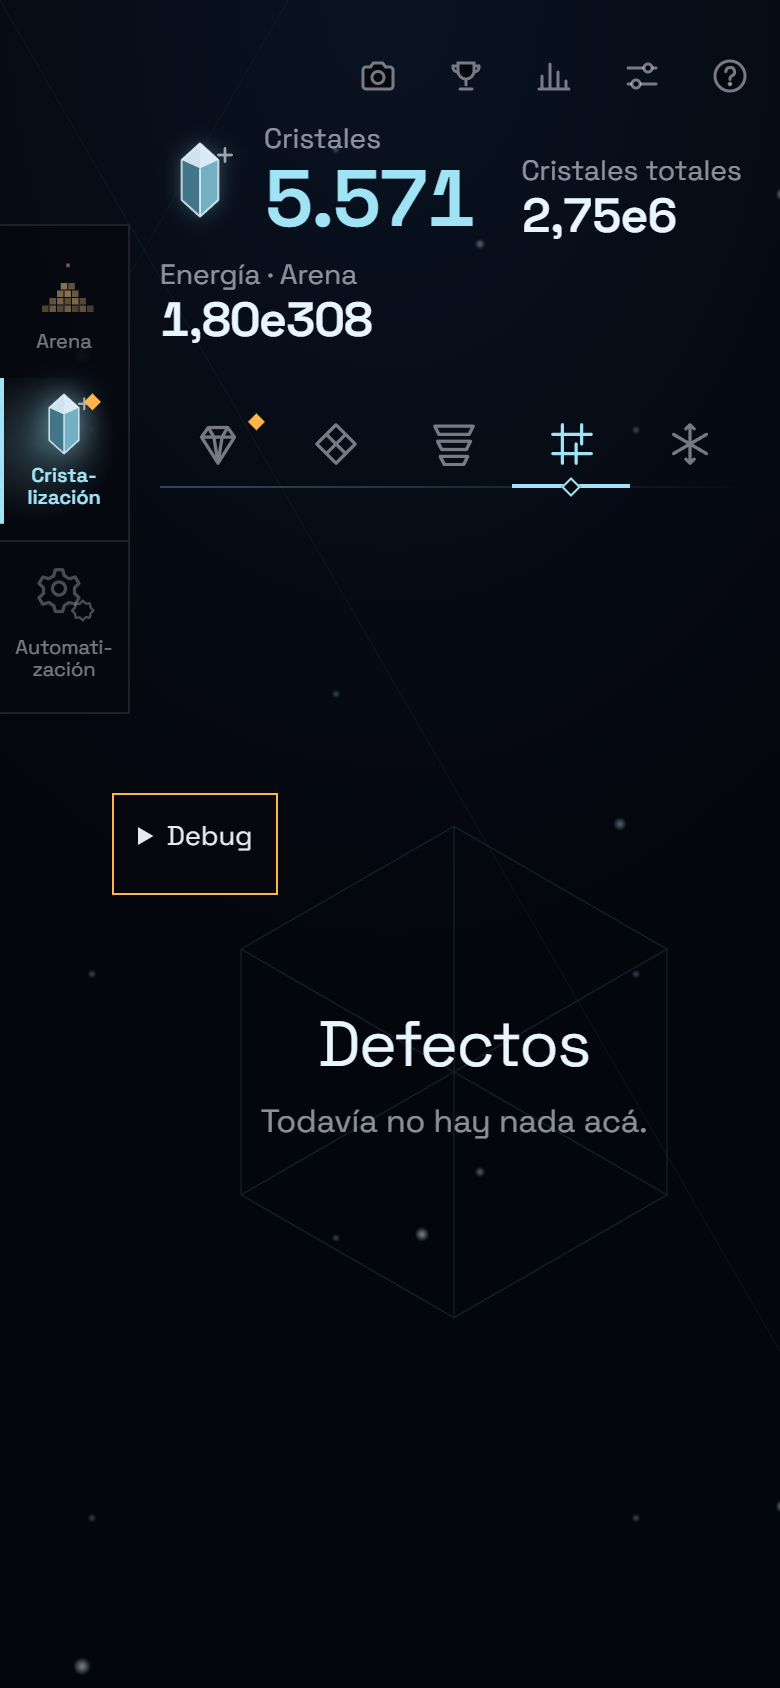 Cristales
5.571
Cristales totales
2,75e6
Energía · Arena
1,80e308
Arena
Crista-
lización
Automati-
zación
Debug
Defectos
Todavía no hay nada acá.